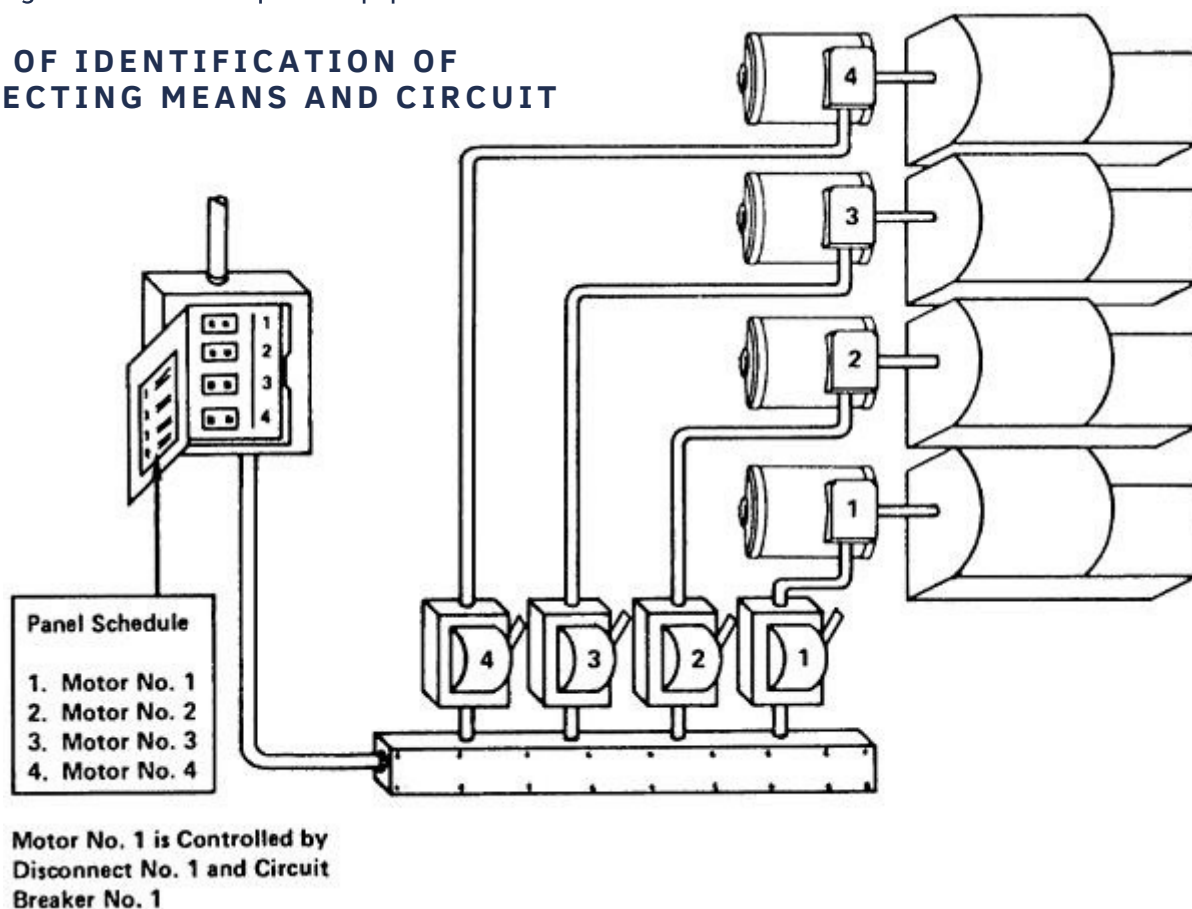 OF IDENTIFICATION OF
ECTING MEANS AND CIRCUIT
4
3
2
1
1
2
3
4
4
3
2
1
Panel Schedule
1. Motor No. 1
2. Motor No. 2
3. Motor No. 3
4. Motor No. 4
Motor No. 1 is Controlled by
Disconnect No. 1 and Circuit
Breaker No. 1